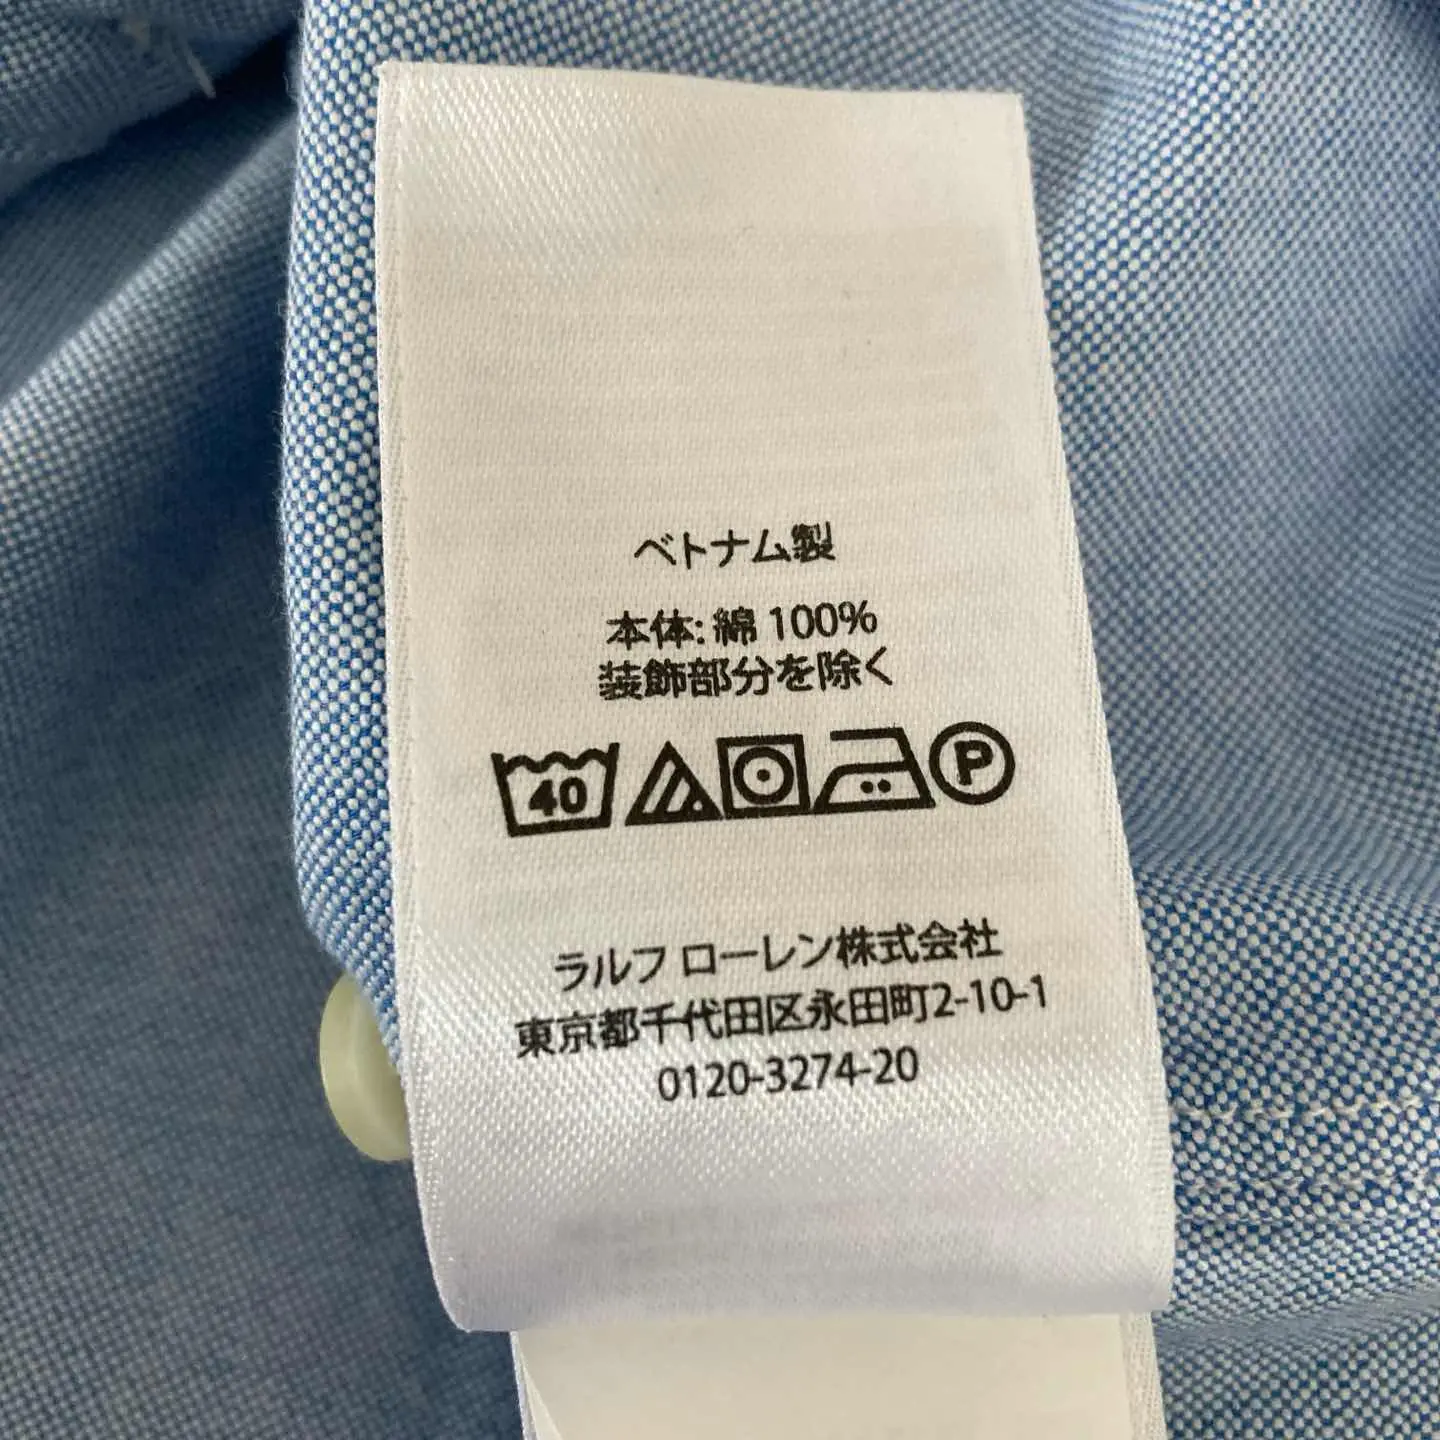 ベトナム製
本体: 綿 100%
装飾部分を除く
40 P
ラルフ ローレン株式会社
東京都千代田区永田町2-10-1
0120-3274-20